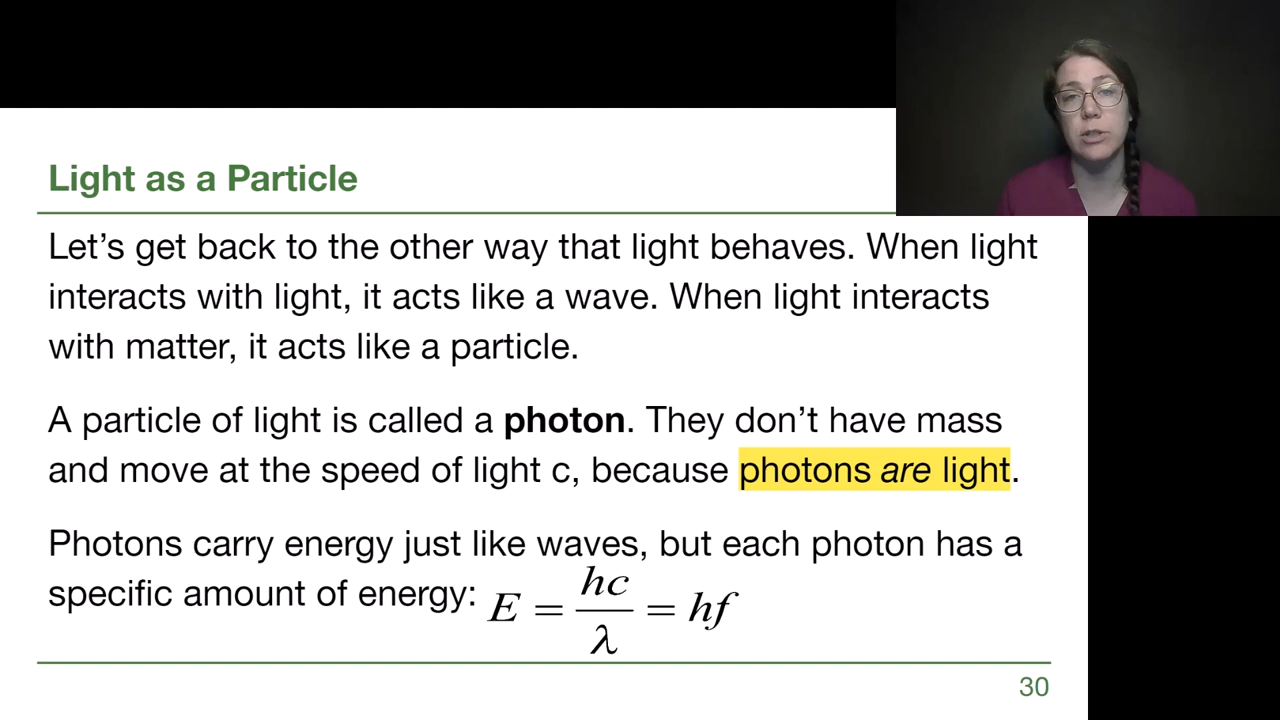 Light as a Particle
Let's get back to the other way that light behaves. When light
interacts with light, it acts like a wave. When light interacts
with matter, it acts like a particle.
A particle of light is called a photon. They don't have mass
and move at the speed of light c, because photons are light.
Photons carry energy just like waves, but each photon has a
specific amount of energy: E = hc/λ = hf
30